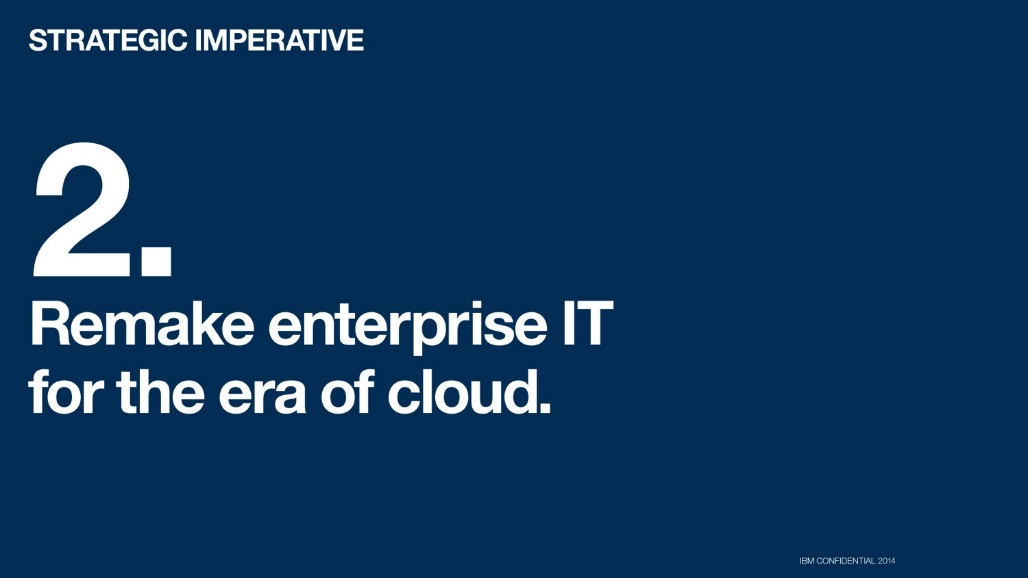 STRATEGIC IMPERATIVE
2.
Remake enterprise IT
for the era of cloud.
IBM CONFIDENTIAL 2014